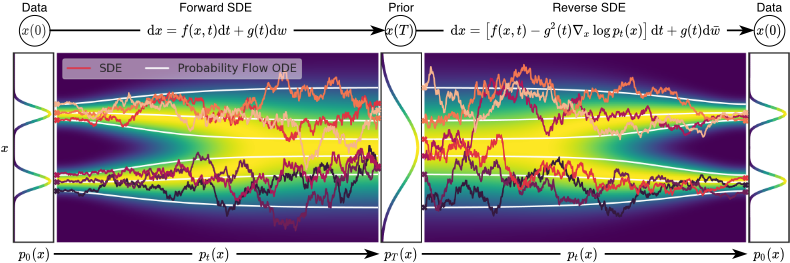 Data Forward SDE Prior Reverse SDE Data
x(0) dx = f(x, t)dt + g(t)dw x(T) dx = [f(x, t) − g²(t)∇ₓ log pₜ(x)] dt + g(t)dw̄ x(0)
SDE Probability Flow ODE
x
p₀(x) pₜ(x) p_T(x) pₜ(x) p₀(x)